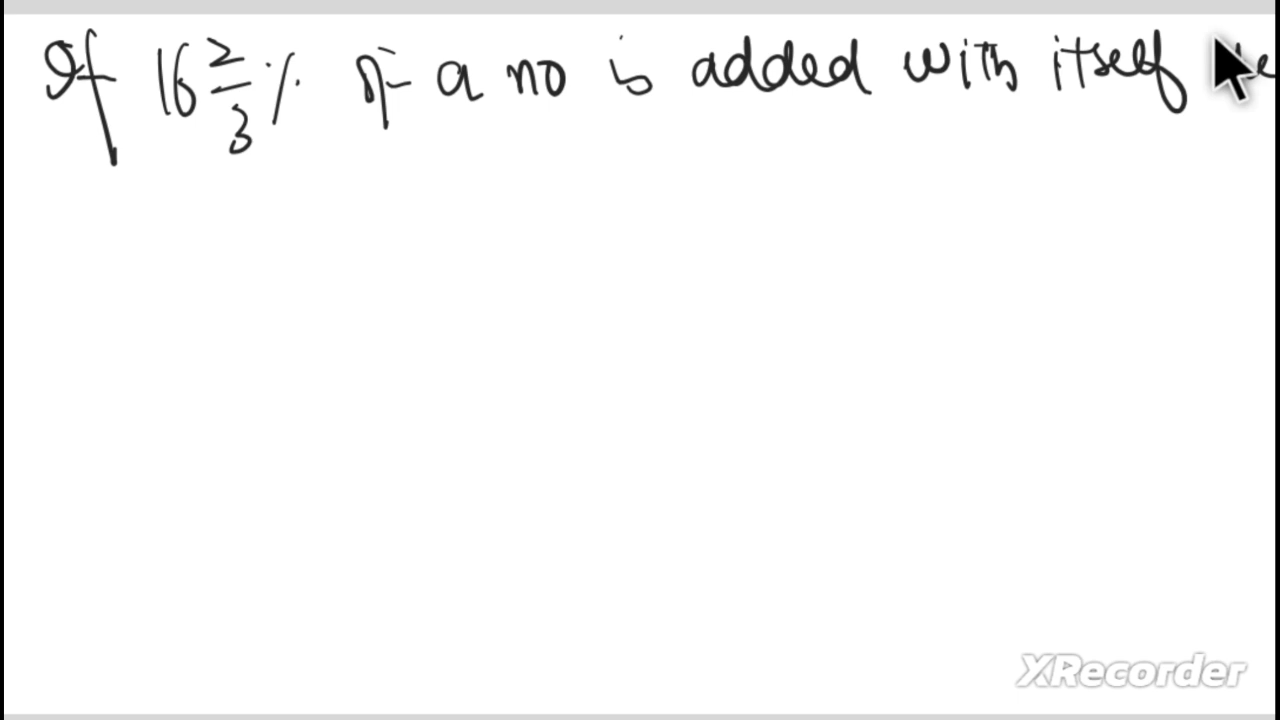 If 16 2/3 % of a no is added with itself
XRecorder